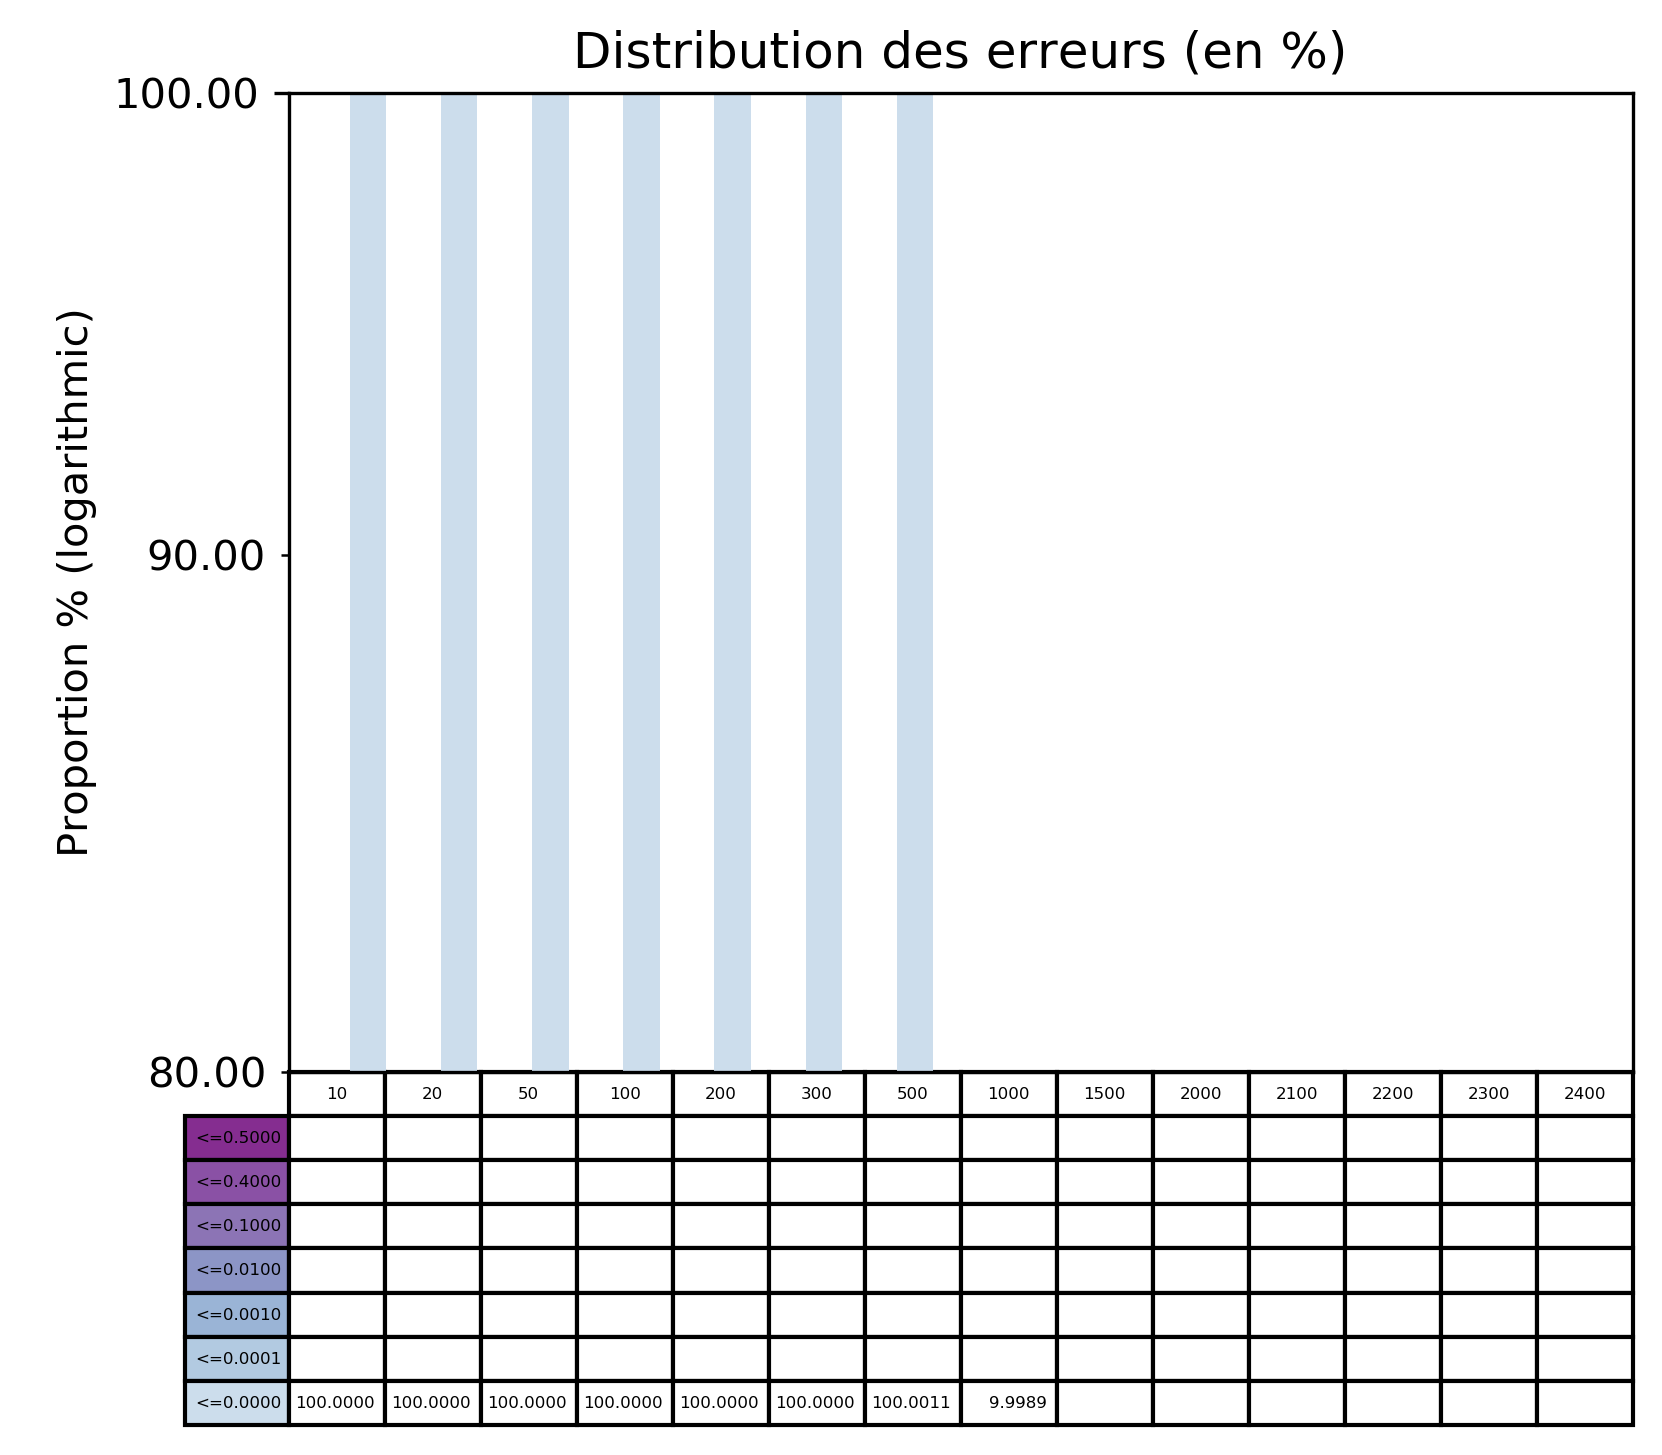 Distribution des erreurs (en %)
100.00
90.00
80.00
Proportion % (logarithmic)
10 20 50 100 200 300 500 1000 1500 2000 2100 2200 2300 2400
<=0.5000
<=0.4000
<=0.1000
<=0.0100
<=0.0010
<=0.0001
<=0.0000 100.0000 100.0000 100.0000 100.0000 100.0000 100.0000 100.0011 9.9989